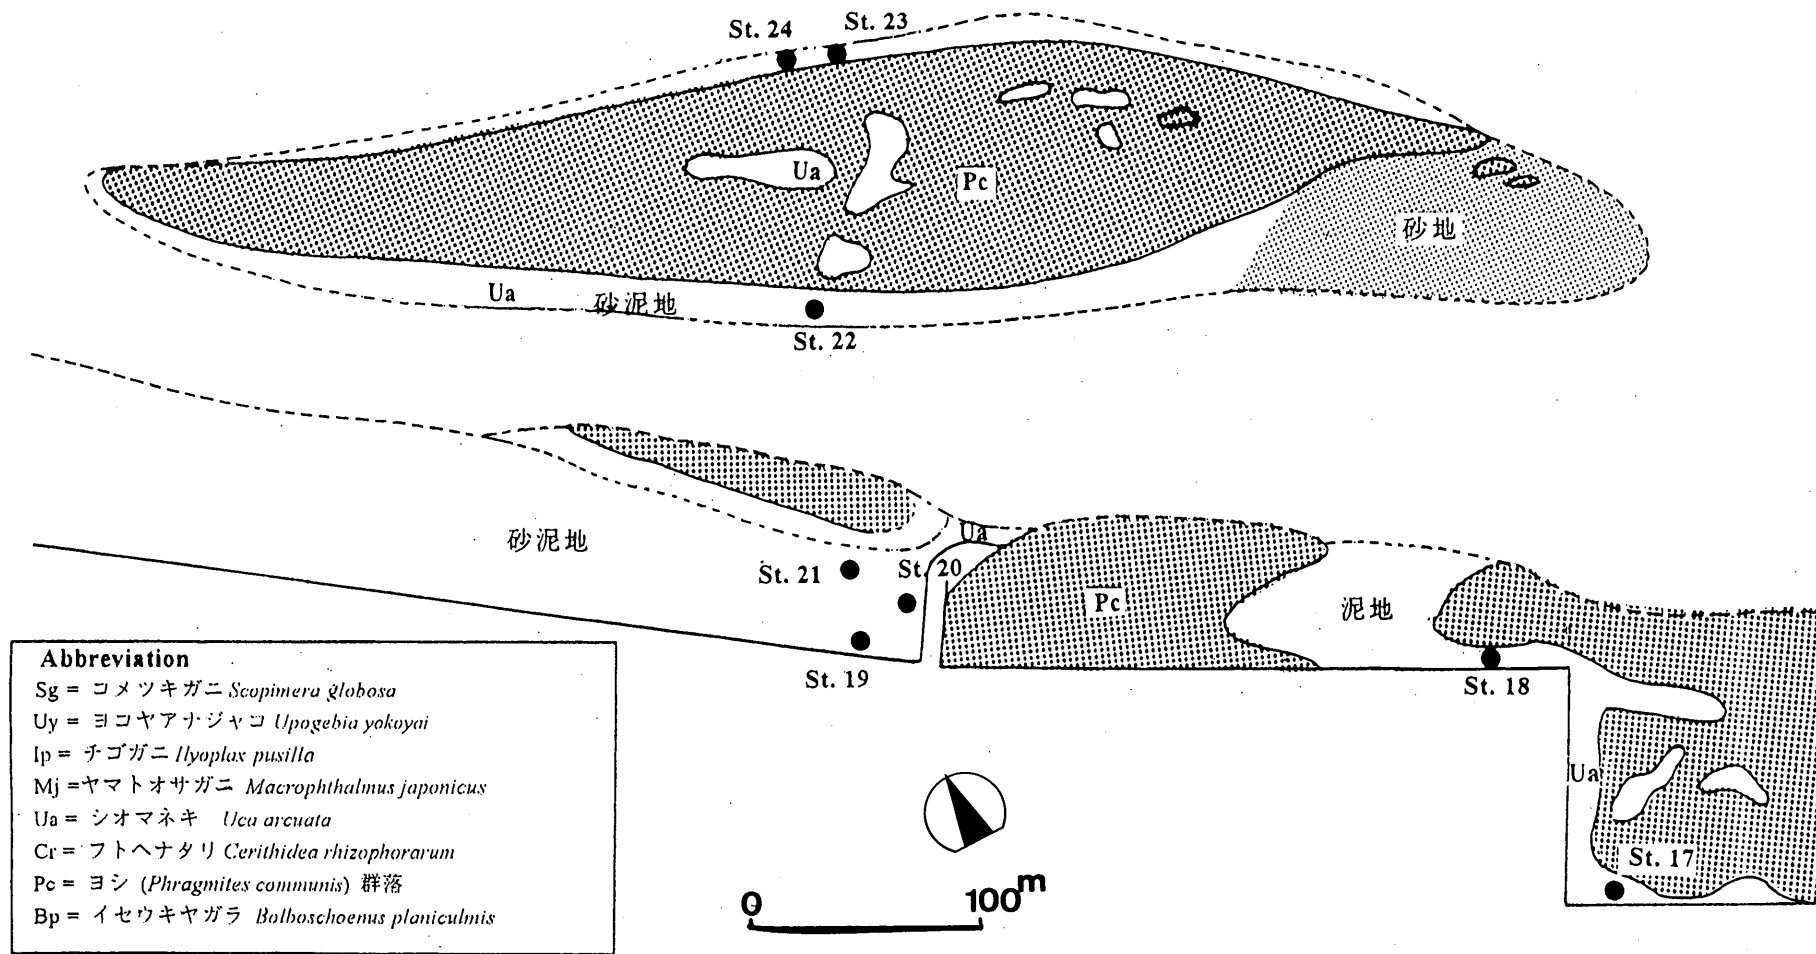 St. 24
St. 23
Ua
Pc
砂地
Ua
砂泥地
St. 22
砂泥地
Ua
St. 21
St. 20
Pc
泥地
St. 19
St. 18
Ua
St. 17
Abbreviation
Sg = コメツキガニ Scopimera globosa
Uy = ヨコヤアナジャコ Upogebia yokoyai
Ip = チゴガニ Ilyoplax pusilla
Mj =ヤマトオサガニ Macrophthalmus japonicus
Ua = シオマネキ Uca arcuata
Cr = フトヘナタリ Cerithidea rhizophorarum
Pc = ヨシ (Phragmites communis) 群落
Bp = イセウキヤガラ Bolboschoenus planiculmis
0 100m